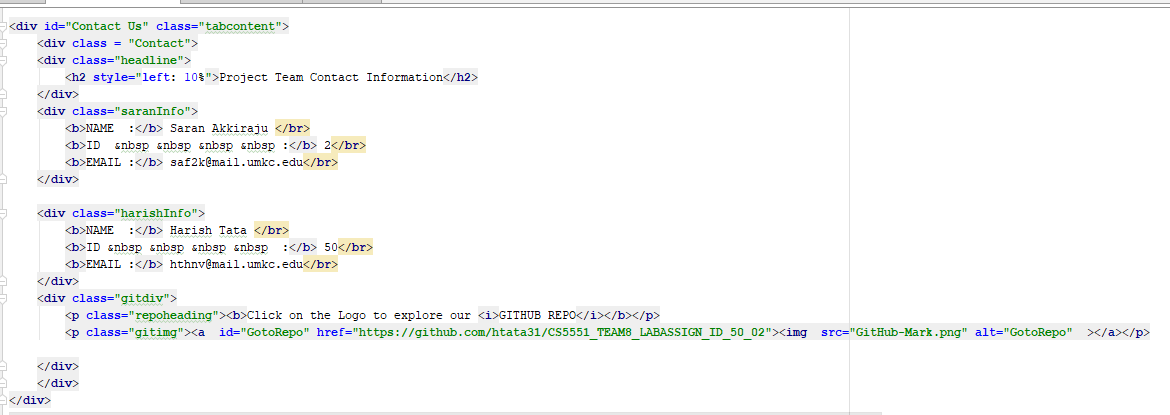 <div id="Contact Us" class="tabcontent">
<div class = "Contact">
<div class="headline">
<h2 style="left: 10%">Project Team Contact Information</h2>
</div>
<div class="saranInfo">
<b>NAME  :</b> Saran Akkiraju </br>
<b>ID  &nbsp &nbsp &nbsp &nbsp :</b> 2</br>
<b>EMAIL :</b> saf2k@mail.umkc.edu</br>
</div>
<div class="harishInfo">
<b>NAME  :</b> Harish Tata </br>
<b>ID &nbsp &nbsp &nbsp &nbsp  :</b> 50</br>
<b>EMAIL :</b> hthnv@mail.umkc.edu</br>
</div>
<div class="gitdiv">
<p class="repoheading"><b>Click on the Logo to explore our <i>GITHUB REPO</i></b></p>
<p class="gitimg"><a  id="GotoRepo" href="https://github.com/htata31/CS5551_TEAM8_LABASSIGN_ID_50_02"><img  src="GitHub-Mark.png" alt="GotoRepo"  ></a></p>
</div>
</div>
</div>